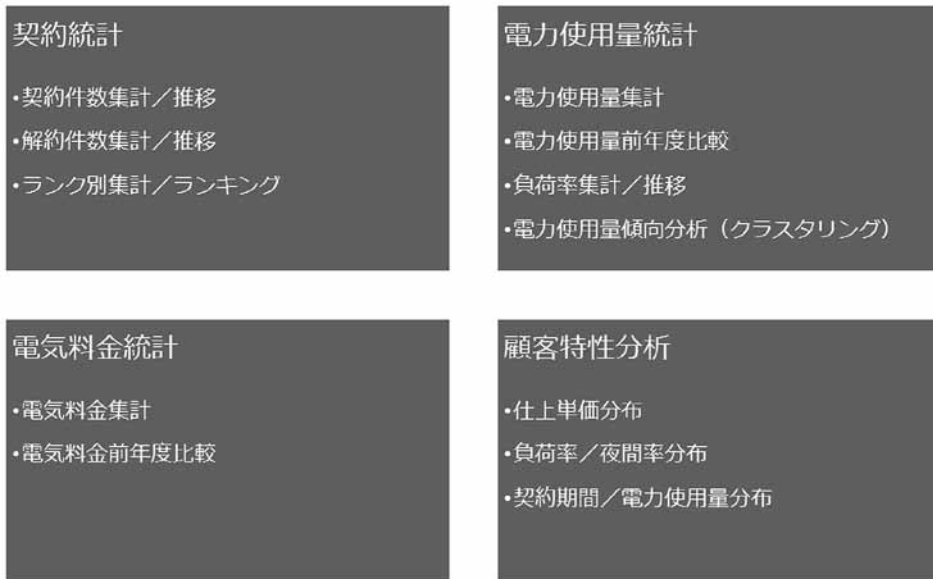 契約統計
•契約件数集計／推移
•解約件数集計／推移
•ランク別集計／ランキング
電力使用量統計
•電力使用量集計
•電力使用量前年度比較
•負荷率集計／推移
•電力使用量傾向分析（クラスタリング）
電気料金統計
•電気料金集計
•電気料金前年度比較
顧客特性分析
•仕上単価分布
•負荷率／夜間率分布
•契約期間／電力使用量分布